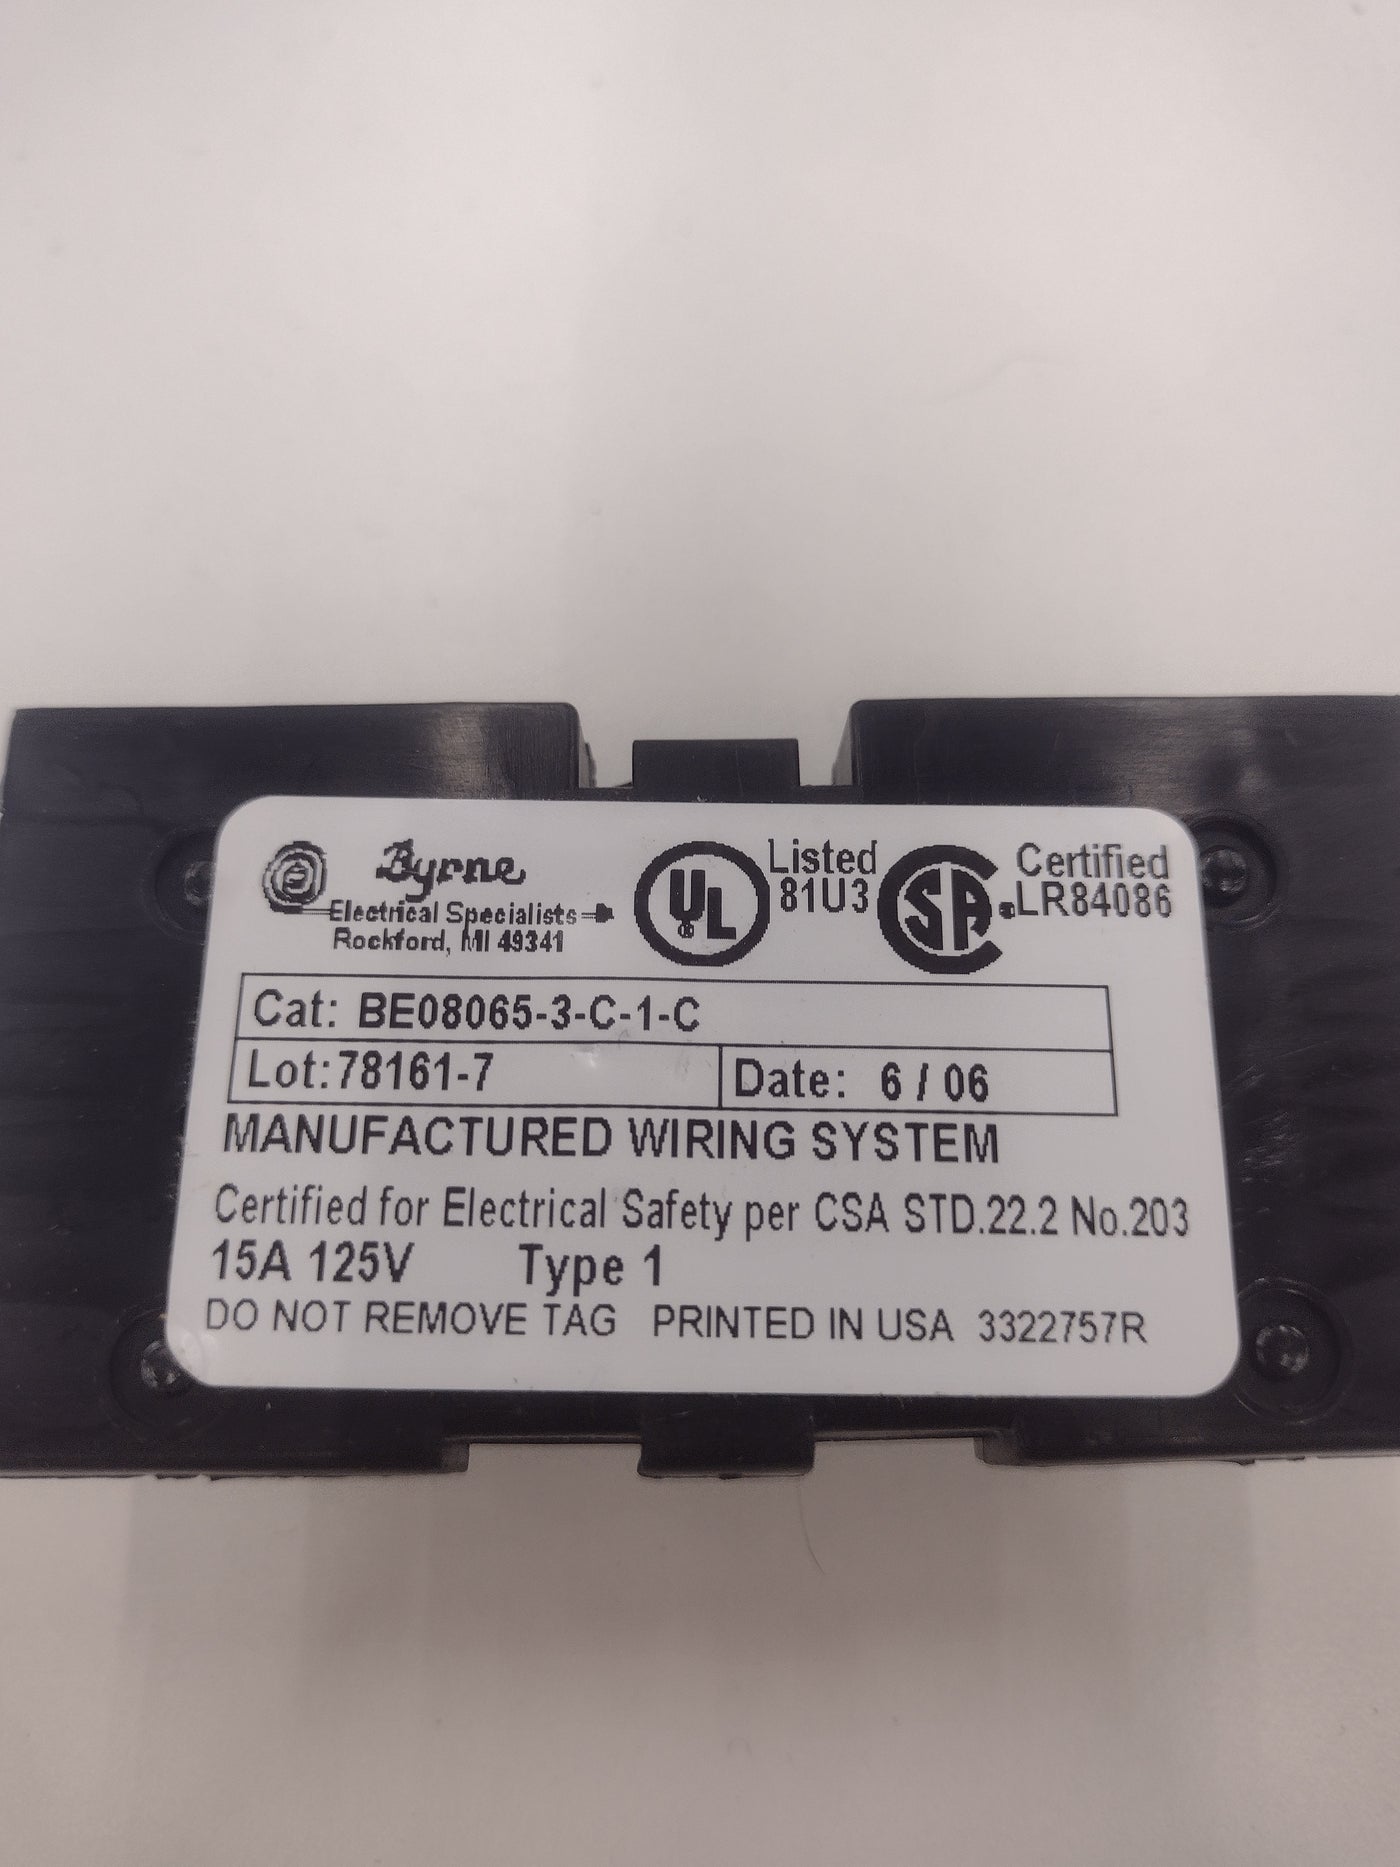 Byrne
Electrical Specialists
Rockford, MI 49341
UL ®
Listed
81U3
CSA
Certified
LR84086
Cat: BE08065-3-C-1-C
Lot:78161-7 Date: 6 / 06
MANUFACTURED WIRING SYSTEM
Certified for Electrical Safety per CSA STD.22.2 No.203
15A 125V Type 1
DO NOT REMOVE TAG PRINTED IN USA 3322757R